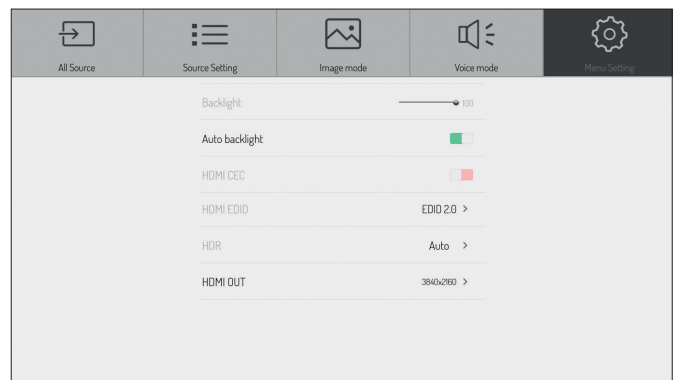 All Source
Source Setting
Image mode
Voice mode
Menu Setting
Backlight 100
Auto backlight
HDMI CEC
HDMI EDID EDID 2.0 >
HDR Auto >
HDMI OUT 3840x2160 >